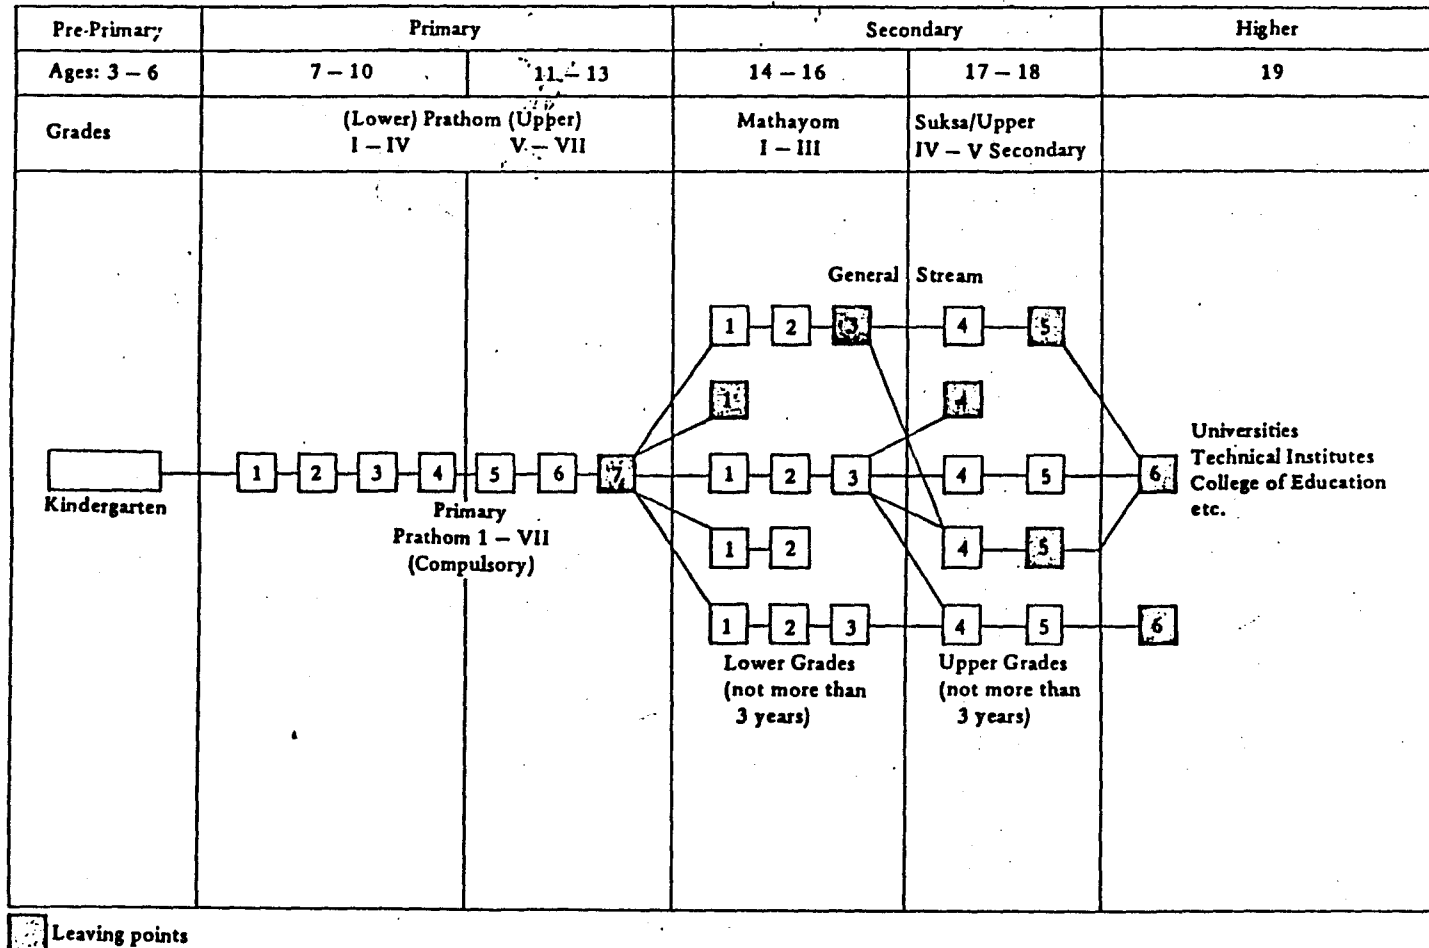 Pre-Primary Primary Secondary Higher
Ages: 3 – 6 7 – 10 11 – 13 14 – 16 17 – 18 19
Grades
(Lower) Prathom (Upper)
I – IV V – VII
Mathayom
I – III
Suksa/Upper
IV – V Secondary
General Stream
1 2 3 4 5
1 4
Kindergarten
1 2 3 4 5 6 7 1 2 3 4 5 6
Universities
Technical Institutes
College of Education
etc.
Primary
Prathom 1 – VII
(Compulsory)
1 2 4 5
1 2 3 4 5 6
Lower Grades
(not more than
3 years)
Upper Grades
(not more than
3 years)
Leaving points